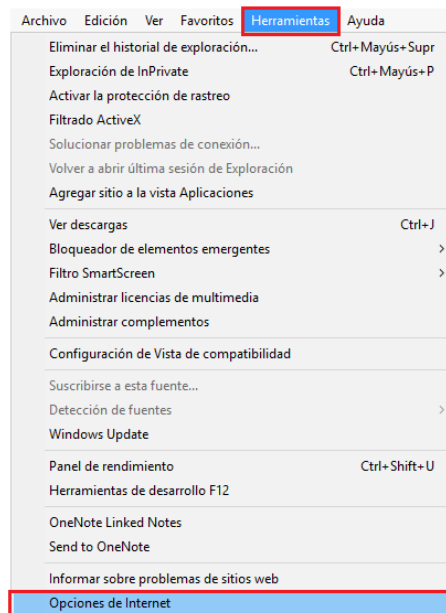 Archivo Edición Ver Favoritos Herramientas Ayuda
Eliminar el historial de exploración... Ctrl+Mayús+Supr
Exploración de InPrivate Ctrl+Mayús+P
Activar la protección de rastreo
Filtrado ActiveX
Solucionar problemas de conexión...
Volver a abrir última sesión de Exploración
Agregar sitio a la vista Aplicaciones
Ver descargas Ctrl+J
Bloqueador de elementos emergentes >
Filtro SmartScreen >
Administrar licencias de multimedia
Administrar complementos
Configuración de Vista de compatibilidad
Suscribirse a esta fuente...
Detección de fuentes >
Windows Update
Panel de rendimiento Ctrl+Shift+U
Herramientas de desarrollo F12
OneNote Linked Notes
Send to OneNote
Informar sobre problemas de sitios web
Opciones de Internet